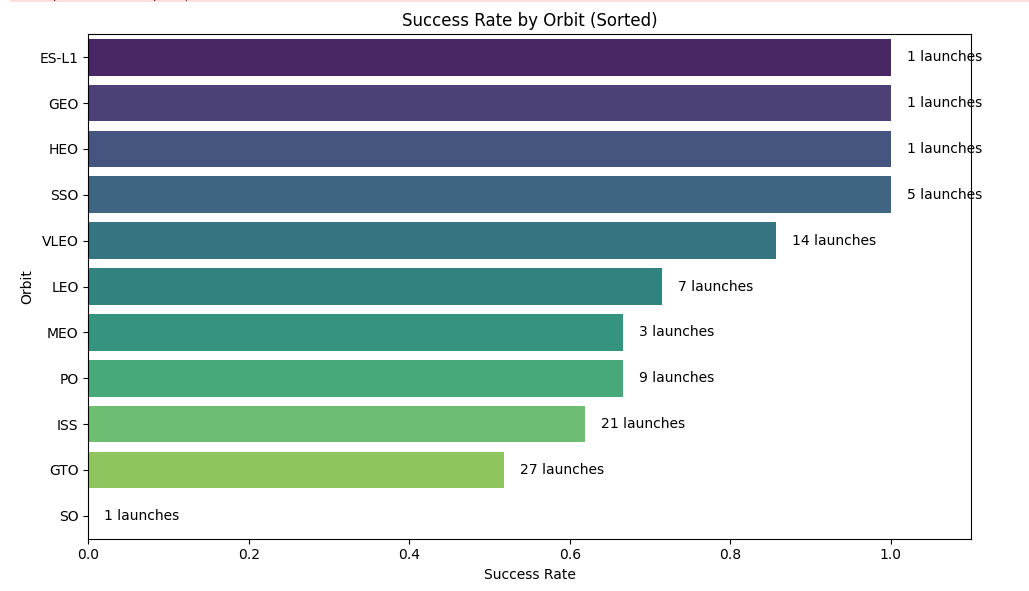 Success Rate by Orbit (Sorted)
ES-L1 1 launches
GEO 1 launches
HEO 1 launches
SSO 5 launches
VLEO 14 launches
LEO 7 launches
MEO 3 launches
PO 9 launches
ISS 21 launches
GTO 27 launches
SO 1 launches
Orbit
0.0 0.2 0.4 0.6 0.8 1.0
Success Rate